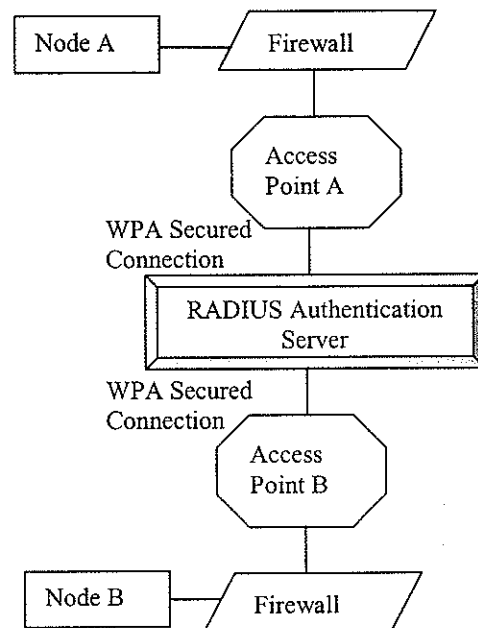 Node A
Firewall
Access
Point A
WPA Secured
Connection
RADIUS Authentication
Server
WPA Secured
Connection
Access
Point B
Node B
Firewall